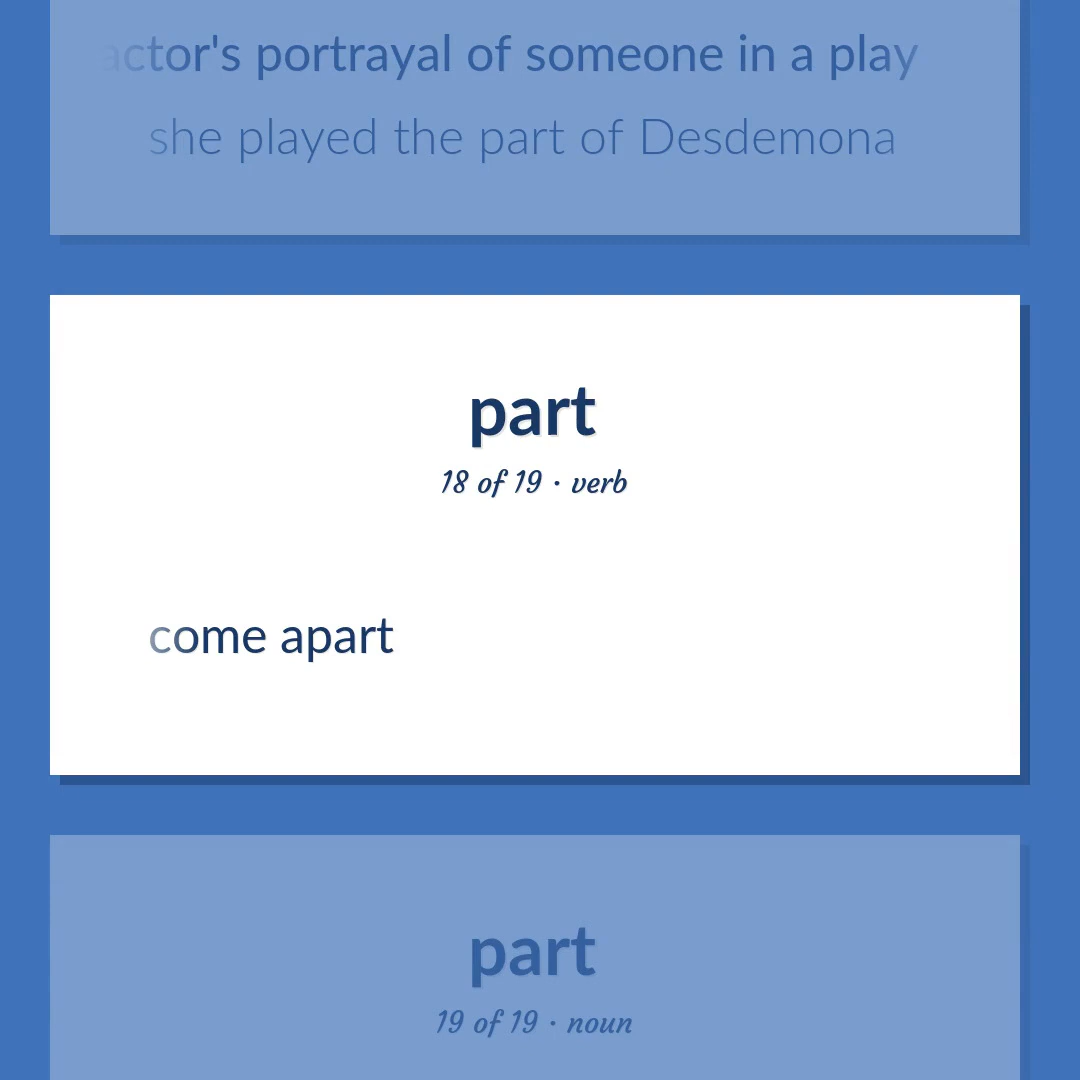 actor's portrayal of someone in a play
she played the part of Desdemona
part
18 of 19 · verb
come apart
part
19 of 19 · noun